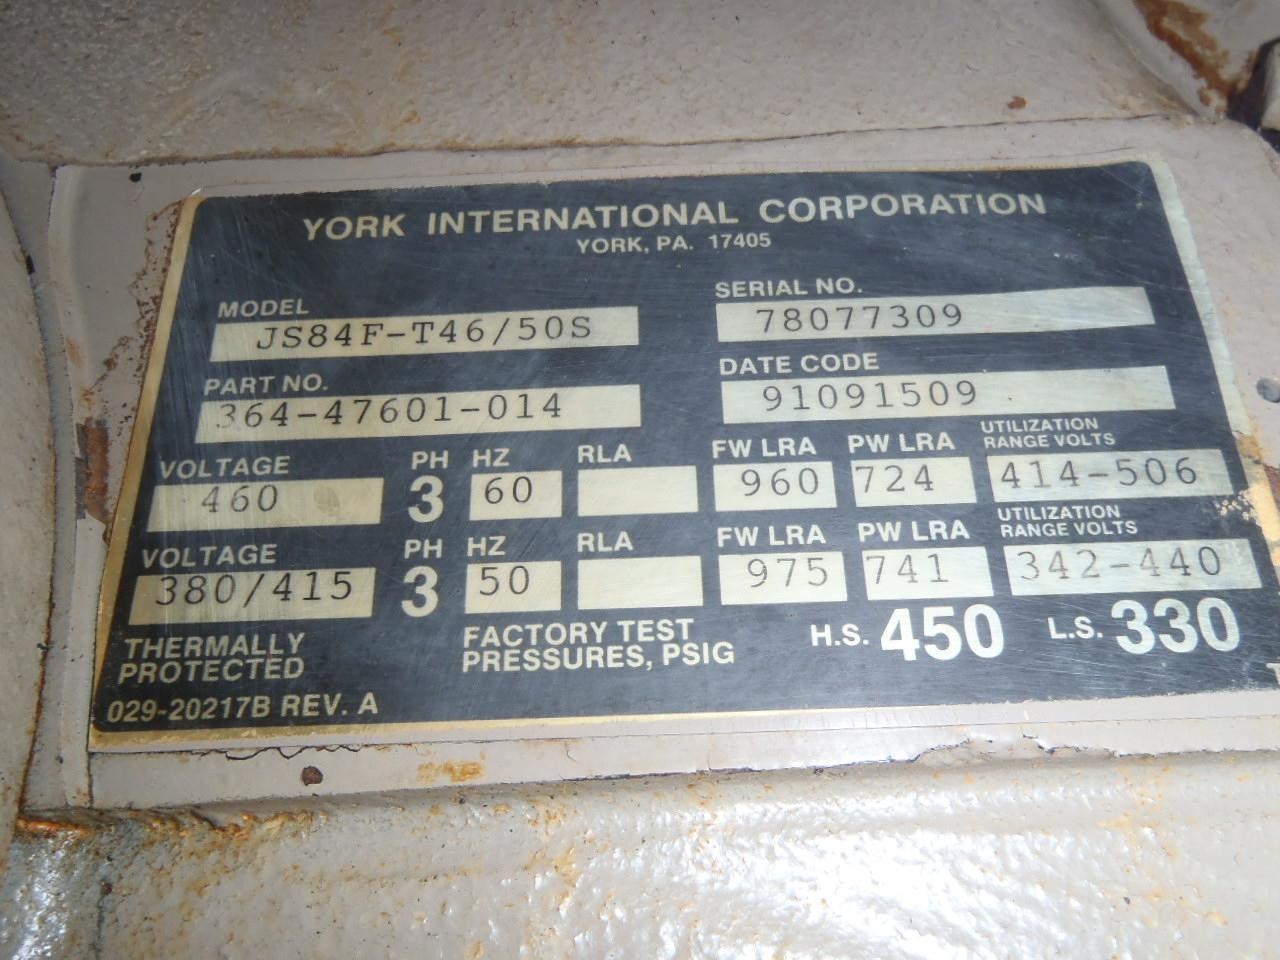 YORK INTERNATIONAL CORPORATION
YORK, PA. 17405
MODEL
JS84F-T46/50S
SERIAL NO.
78077309
PART NO.
364-47601-014
DATE CODE
91091509
VOLTAGE PH HZ RLA FW LRA PW LRA UTILIZATION RANGE VOLTS
460 3 60 960 724 414-506
VOLTAGE PH HZ RLA FW LRA PW LRA UTILIZATION RANGE VOLTS
380/415 3 50 975 741 342-440
THERMALLY
PROTECTED
FACTORY TEST
PRESSURES, PSIG
H.S. 450 L.S. 330
029-20217B REV. A